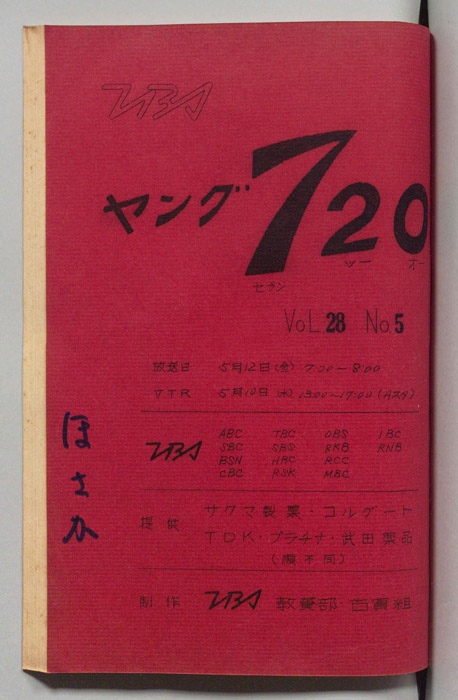 TBS
ヤング720
セブン ツー オー
VOL.28 No.5
放送日 5月12日(金) 7:00~8:00
VTR 5月10日(水) 13:00~17:00(Aスタ)
TBS
ABC TBC OBS IBC
SBC SBS RKB RNB
BSN HBC RCC
CBC RSK MBC
提供 サクマ製菓・コルゲート
TDK・プラチナ・武田薬品
(順不同)
制作 TBS 教養部・古賀組
ほさか